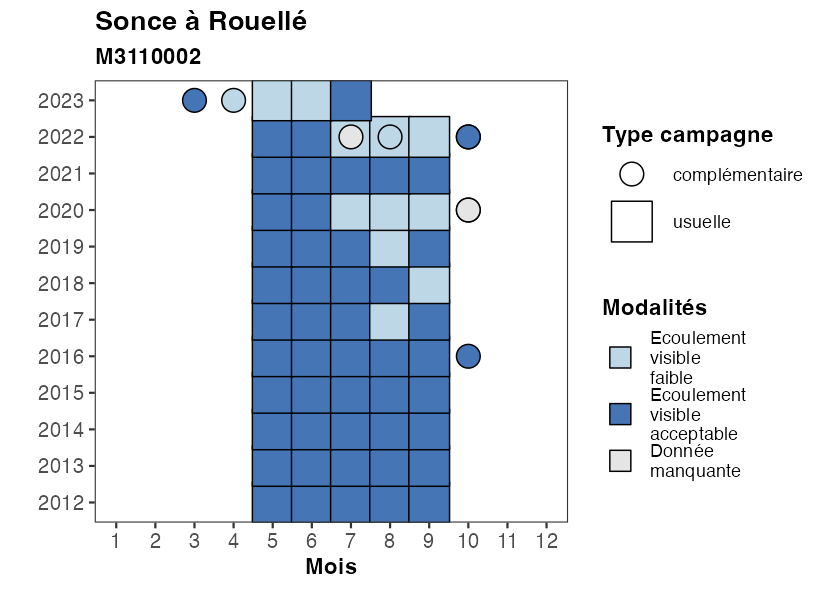 Sonce à Rouellé
M3110002
2023
2022
2021
2020
2019
2018
2017
2016
2015
2014
2013
2012
1 2 3 4 5 6 7 8 9 10 11 12
Mois
Type campagne
complémentaire
usuelle
Modalités
Ecoulement
visible
faible
Ecoulement
visible
acceptable
Donnée
manquante